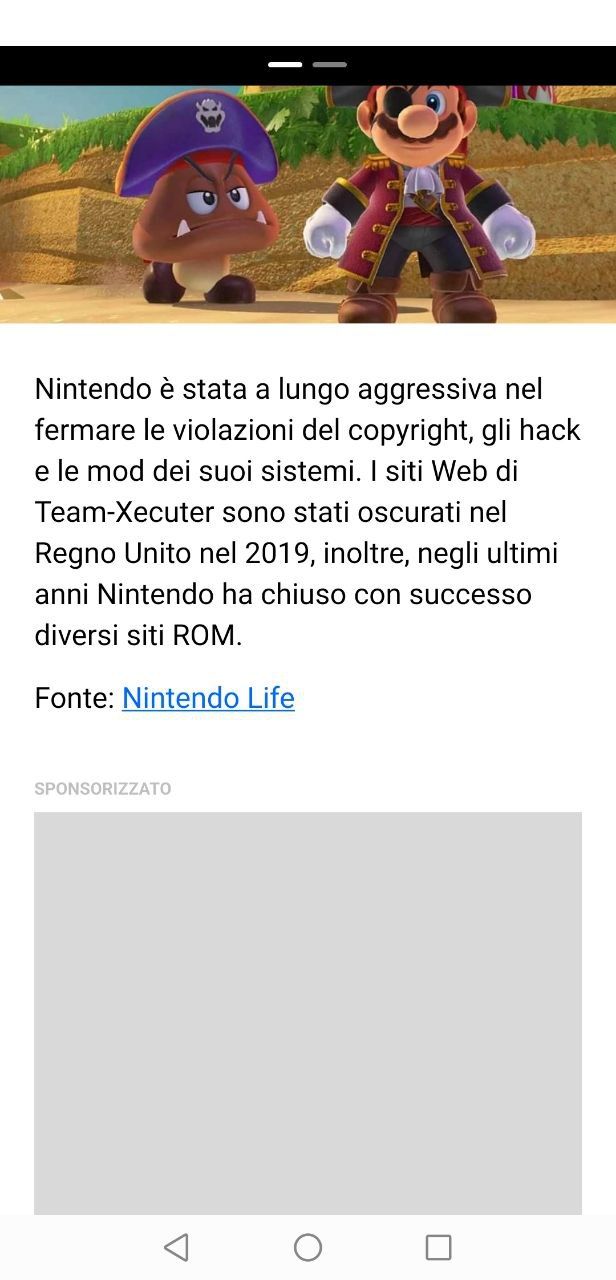 Nintendo è stata a lungo aggressiva nel
fermare le violazioni del copyright, gli hack
e le mod dei suoi sistemi. I siti Web di
Team-Xecuter sono stati oscurati nel
Regno Unito nel 2019, inoltre, negli ultimi
anni Nintendo ha chiuso con successo
diversi siti ROM.
Fonte: Nintendo Life
SPONSORIZZATO